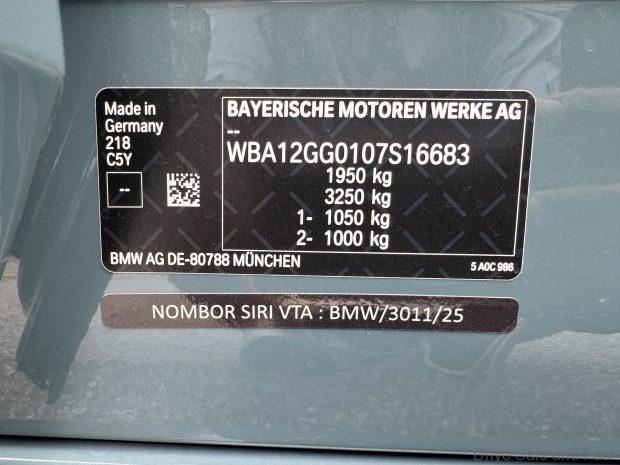 Made in
Germany
218
C5Y
--
BMW AG DE-80788 MÜNCHEN
BAYERISCHE MOTOREN WERKE AG
--
WBA12GG0107S16683
1950 kg
3250 kg
1- 1050 kg
2- 1000 kg
5 A0C 986
NOMBOR SIRI VTA : BMW/3011/25